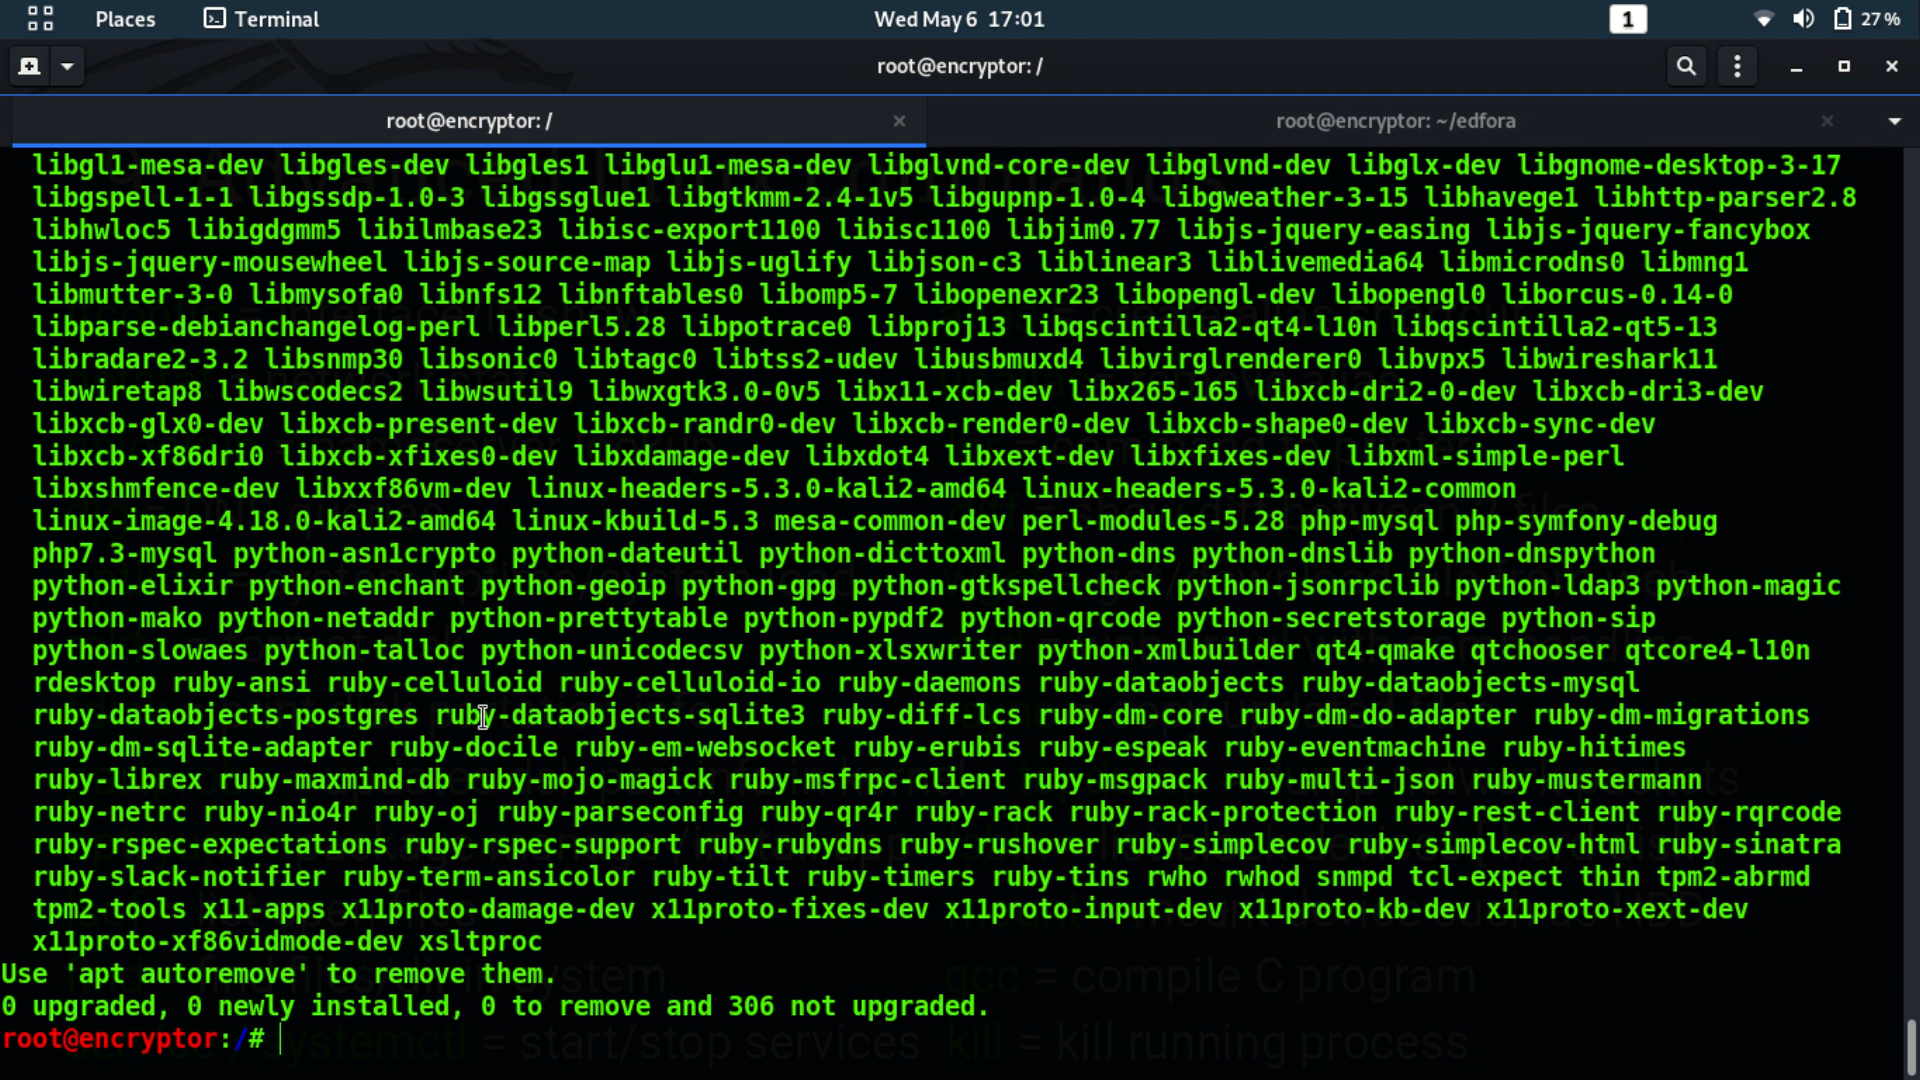 Places Terminal Wed May 6 17:01 1 27%
root@encryptor: /
root@encryptor: / root@encryptor: ~/edfora
libgl1-mesa-dev libgles-dev libgles1 libglu1-mesa-dev libglvnd-core-dev libglvnd-dev libglx-dev libgnome-desktop-3-17
libgspell-1-1 libgssdp-1.0-3 libgssglue1 libgtkmm-2.4-1v5 libgupnp-1.0-4 libgweather-3-15 libhavege1 libhttp-parser2.8
libhwloc5 libigdgmm5 libilmbase23 libisc-export1100 libisc1100 libjim0.77 libjs-jquery-easing libjs-jquery-fancybox
libjs-jquery-mousewheel libjs-source-map libjs-uglify libjson-c3 liblinear3 liblivemedia64 libmicrodns0 libmng1
libmutter-3-0 libmysofa0 libnfs12 libnftables0 libomp5-7 libopenexr23 libopengl-dev libopengl0 liborcus-0.14-0
libparse-debianchangelog-perl libperl5.28 libpotrace0 libproj13 libqscintilla2-qt4-l10n libqscintilla2-qt5-13
libradare2-3.2 libsnmp30 libsonic0 libtagc0 libtss2-udev libusbmuxd4 libvirglrenderer0 libvpx5 libwireshark11
libwiretap8 libwscodecs2 libwsutil9 libwxgtk3.0-0v5 libx11-xcb-dev libx265-165 libxcb-dri2-0-dev libxcb-dri3-dev
libxcb-glx0-dev libxcb-present-dev libxcb-randr0-dev libxcb-render0-dev libxcb-shape0-dev libxcb-sync-dev
libxcb-xf86dri0 libxcb-xfixes0-dev libxdamage-dev libxdot4 libxext-dev libxfixes-dev libxml-simple-perl
libxshmfence-dev libxxf86vm-dev linux-headers-5.3.0-kali2-amd64 linux-headers-5.3.0-kali2-common
linux-image-4.18.0-kali2-amd64 linux-kbuild-5.3 mesa-common-dev perl-modules-5.28 php-mysql php-symfony-debug
php7.3-mysql python-asn1crypto python-dateutil python-dicttoxml python-dns python-dnslib python-dnspython
python-elixir python-enchant python-geoip python-gpg python-gtkspellcheck python-jsonrpclib python-ldap3 python-magic
python-mako python-netaddr python-prettytable python-pypdf2 python-qrcode python-secretstorage python-sip
python-slowaes python-talloc python-unicodecsv python-xlsxwriter python-xmlbuilder qt4-qmake qtchooser qtcore4-l10n
rdesktop ruby-ansi ruby-celluloid ruby-celluloid-io ruby-daemons ruby-dataobjects ruby-dataobjects-mysql
ruby-dataobjects-postgres ruby-dataobjects-sqlite3 ruby-diff-lcs ruby-dm-core ruby-dm-do-adapter ruby-dm-migrations
ruby-dm-sqlite-adapter ruby-docile ruby-em-websocket ruby-erubis ruby-espeak ruby-eventmachine ruby-hitimes
ruby-librex ruby-maxmind-db ruby-mojo-magick ruby-msfrpc-client ruby-msgpack ruby-multi-json ruby-mustermann
ruby-netrc ruby-nio4r ruby-oj ruby-parseconfig ruby-qr4r ruby-rack ruby-rack-protection ruby-rest-client ruby-rqrcode
ruby-rspec-expectations ruby-rspec-support ruby-rubydns ruby-rushover ruby-simplecov ruby-simplecov-html ruby-sinatra
ruby-slack-notifier ruby-term-ansicolor ruby-tilt ruby-timers ruby-tins rwho rwhod snmpd tcl-expect thin tpm2-abrmd
tpm2-tools x11-apps x11proto-damage-dev x11proto-fixes-dev x11proto-input-dev x11proto-kb-dev x11proto-xext-dev
x11proto-xf86vidmode-dev xsltproc
Use 'apt autoremove' to remove them.
gcc = compile C program
0 upgraded, 0 newly installed, 0 to remove and 306 not upgraded.
root@encryptor:/#
= start/stop services kill = kill running process